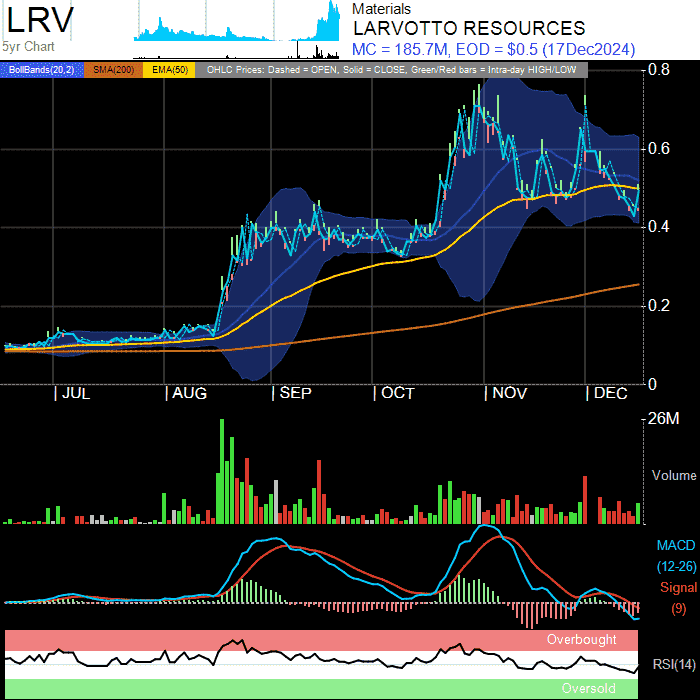 LRV
5yr Chart
Materials
LARVOTTO RESOURCES
MC = 185.7M, EOD = $0.5 (17Dec2024)
BollBands(20,2) SMA(200) EMA(50) OHLC Prices: Dashed = OPEN, Solid = CLOSE, Green/Red bars = Intra-day HIGH/LOW
0.8
0.6
0.4
0.2
0
JUL AUG SEP OCT NOV DEC
26M
Volume
MACD
(12-26)
Signal
(9)
Overbought
RSI(14)
Oversold